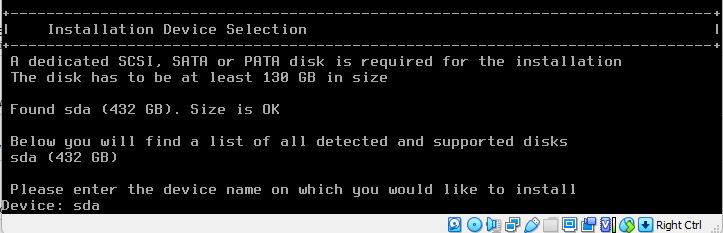 +-----------------------------------------------------------------------------+
|    Installation Device Selection                                            |
+-----------------------------------------------------------------------------+
A dedicated SCSI, SATA or PATA disk is required for the installation
The disk has to be at least 130 GB in size
Found sda (432 GB). Size is OK
Below you will find a list of all detected and supported disks
sda (432 GB)
Please enter the device name on which you would like to install
Device: sda
Right Ctrl